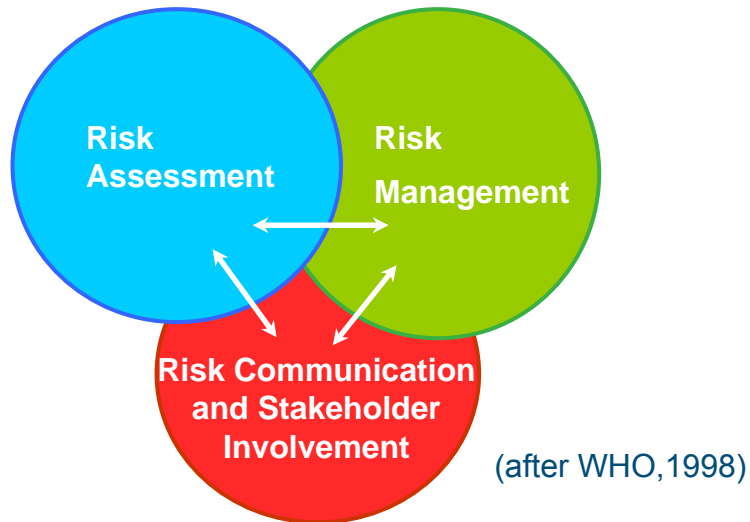 Risk
Assessment
Risk
Management
Risk Communication
and Stakeholder
Involvement
(after WHO,1998)